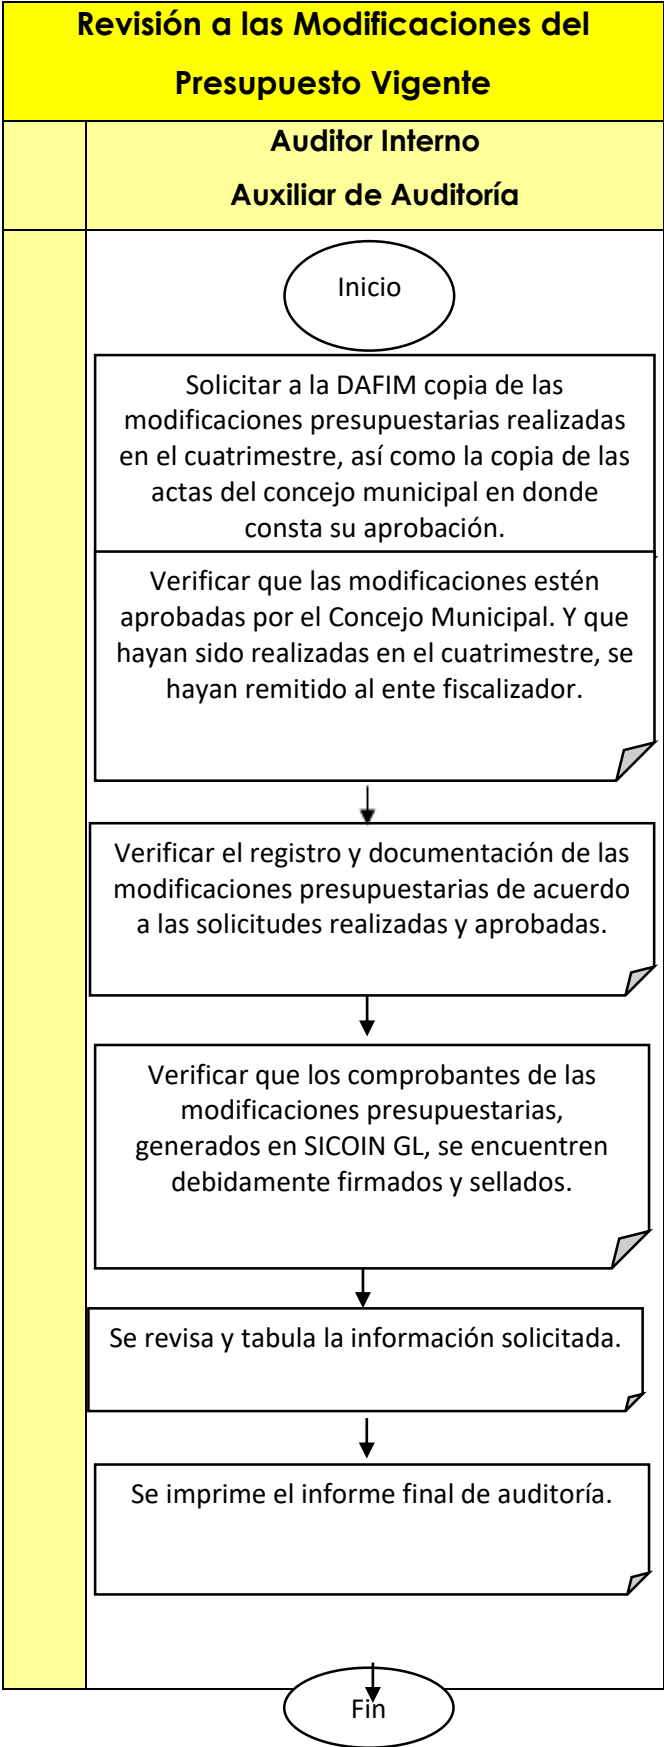 Revisión a las Modificaciones del
Presupuesto Vigente
Auditor Interno
Auxiliar de Auditoría
Inicio
Solicitar a la DAFIM copia de las
modificaciones presupuestarias realizadas
en el cuatrimestre, así como la copia de las
actas del concejo municipal en donde
consta su aprobación.
Verificar que las modificaciones estén
aprobadas por el Concejo Municipal. Y que
hayan sido realizadas en el cuatrimestre, se
hayan remitido al ente fiscalizador.
Verificar el registro y documentación de las
modificaciones presupuestarias de acuerdo
a las solicitudes realizadas y aprobadas.
Verificar que los comprobantes de las
modificaciones presupuestarias,
generados en SICOIN GL, se encuentren
debidamente firmados y sellados.
Se revisa y tabula la información solicitada.
Se imprime el informe final de auditoría.
Fin